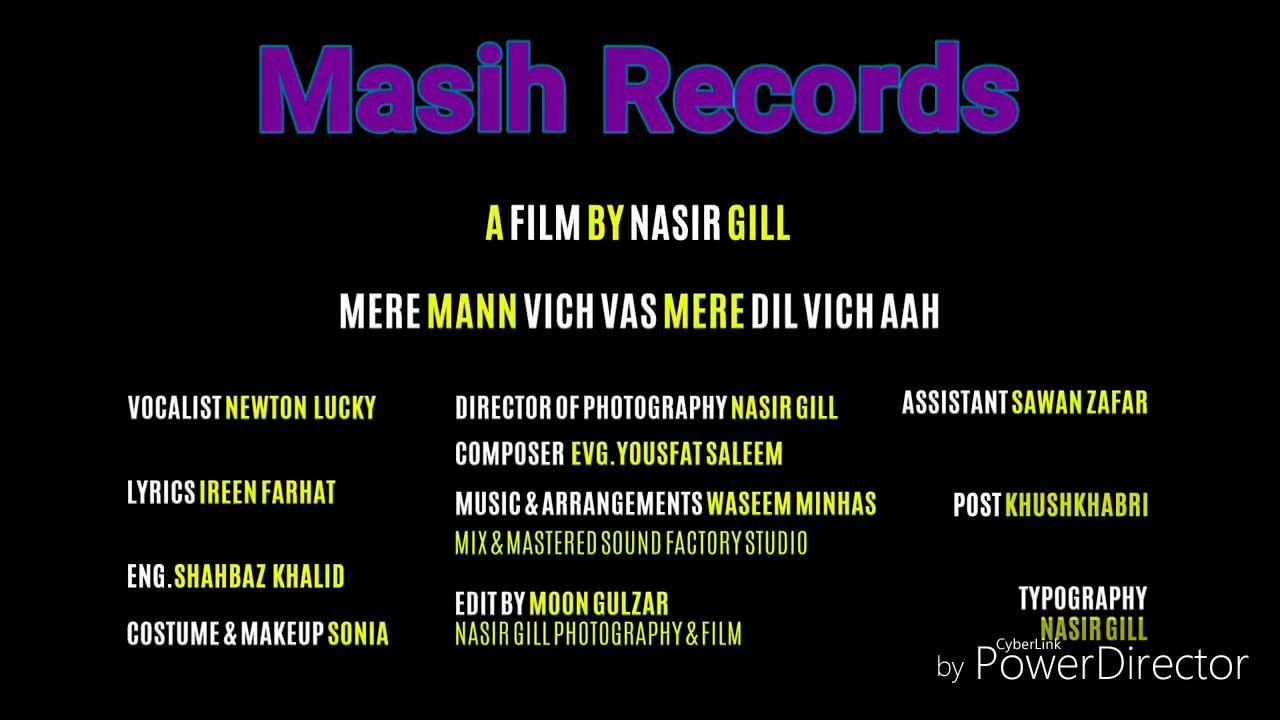 Masih Records
A FILM BY NASIR GILL
MERE MANN VICH VAS MERE DIL VICH AAH
VOCALIST NEWTON LUCKY
LYRICS IREEN FARHAT
ENG. SHAHBAZ KHALID
COSTUME & MAKEUP SONIA
DIRECTOR OF PHOTOGRAPHY NASIR GILL
COMPOSER EVG. YOUSFAT SALEEM
MUSIC & ARRANGEMENTS WASEEM MINHAS
MIX & MASTERED SOUND FACTORY STUDIO
EDIT BY MOON GULZAR
NASIR GILL PHOTOGRAPHY & FILM
ASSISTANT SAWAN ZAFAR
POST KHUSHKHABRI
TYPOGRAPHY
NASIR GILL
CyberLink
by PowerDirector